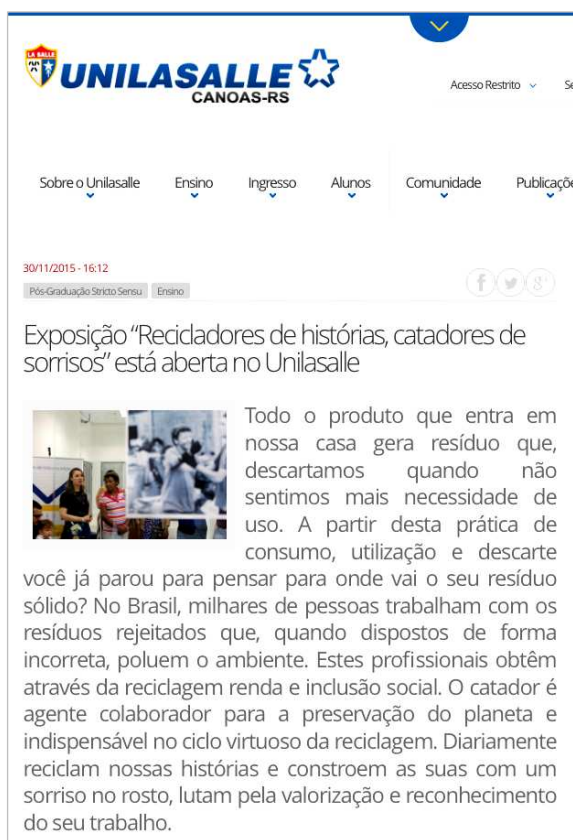 LA SALLE
UNILASALLE
CANOAS-RS
Acesso Restrito
Sobre o Unilasalle Ensino Ingresso Alunos Comunidade
30/11/2015 - 16:12
Pós-Graduação Stricto Sensu Ensino
Exposição “Recicladores de histórias, catadores de
sorrisos” está aberta no Unilasalle
Todo o produto que entra em
nossa casa gera resíduo que,
descartamos quando não
sentimos mais necessidade de
uso. A partir desta prática de
consumo, utilização e descarte
você já parou para pensar para onde vai o seu resíduo
sólido? No Brasil, milhares de pessoas trabalham com os
resíduos rejeitados que, quando dispostos de forma
incorreta, poluem o ambiente. Estes profissionais obtêm
através da reciclagem renda e inclusão social. O catador é
agente colaborador para a preservação do planeta e
indispensável no ciclo virtuoso da reciclagem. Diariamente
reciclam nossas histórias e constroem as suas com um
sorriso no rosto, lutam pela valorização e reconhecimento
do seu trabalho.